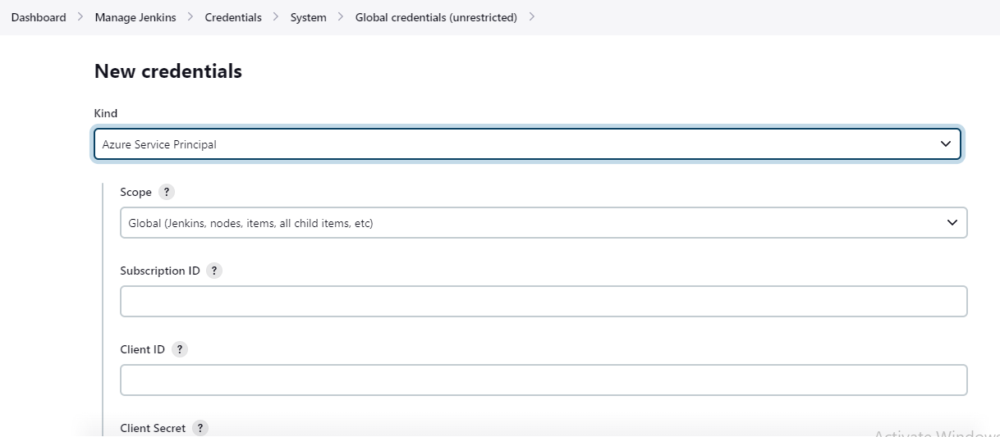 Dashboard > Manage Jenkins > Credentials > System > Global credentials (unrestricted) >
New credentials
Kind
Azure Service Principal
Scope ?
Global (Jenkins, nodes, items, all child items, etc)
Subscription ID ?
Client ID ?
Client Secret ?
Activate Windows